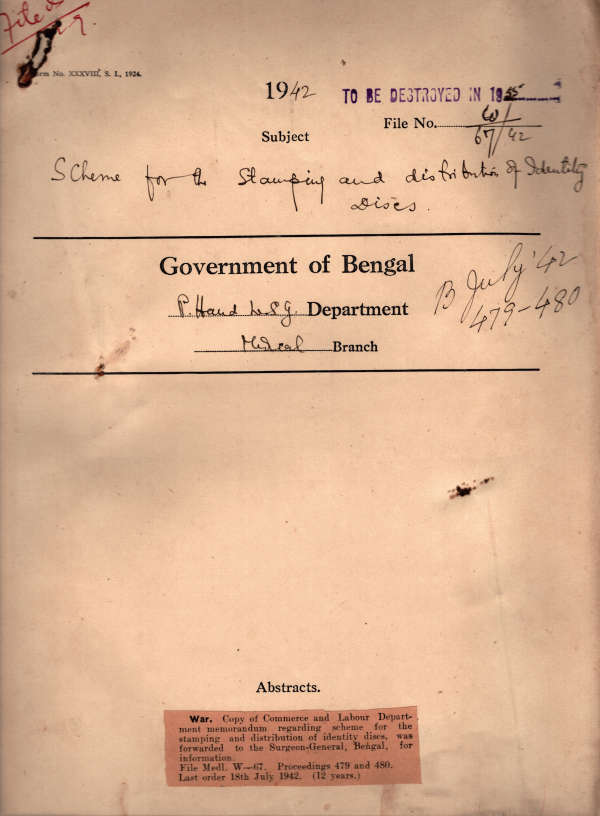 Filed
Form No. XXXVIII, S. I., 1924.
1942
TO BE DESTROYED IN 1955
File No. W/67/42
Subject
Scheme for the Stamping and distribution of Identity
Discs.
Government of Bengal
P. H and L.S.G. Department
Medical Branch
B July '42
479-480
Abstracts.
War. Copy of Commerce and Labour Depart-
ment memorandum regarding scheme for the
stamping and distribution of identity discs, was
forwarded to the Surgeon-General, Bengal, for
information.
File Medl. W—67. Proceedings 479 and 480.
Last order 18th July 1942. (12 years.)